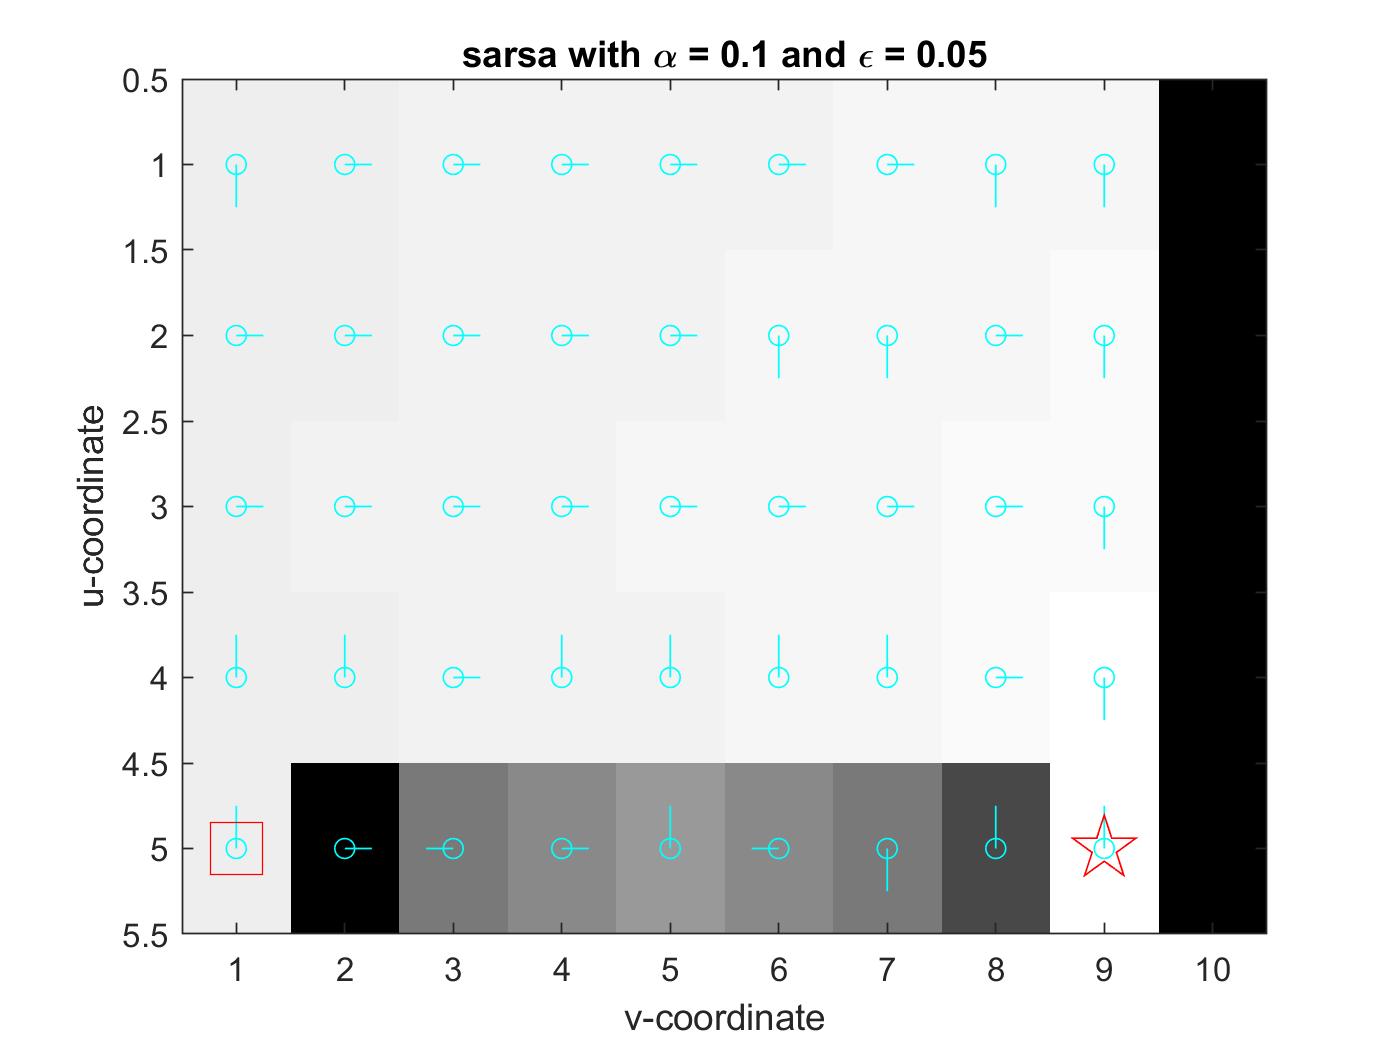 sarsa with α = 0.1 and ϵ = 0.05
0.5
1
1.5
2
2.5
3
3.5
4
4.5
5
5.5
u-coordinate
1 2 3 4 5 6 7 8 9 10
v-coordinate